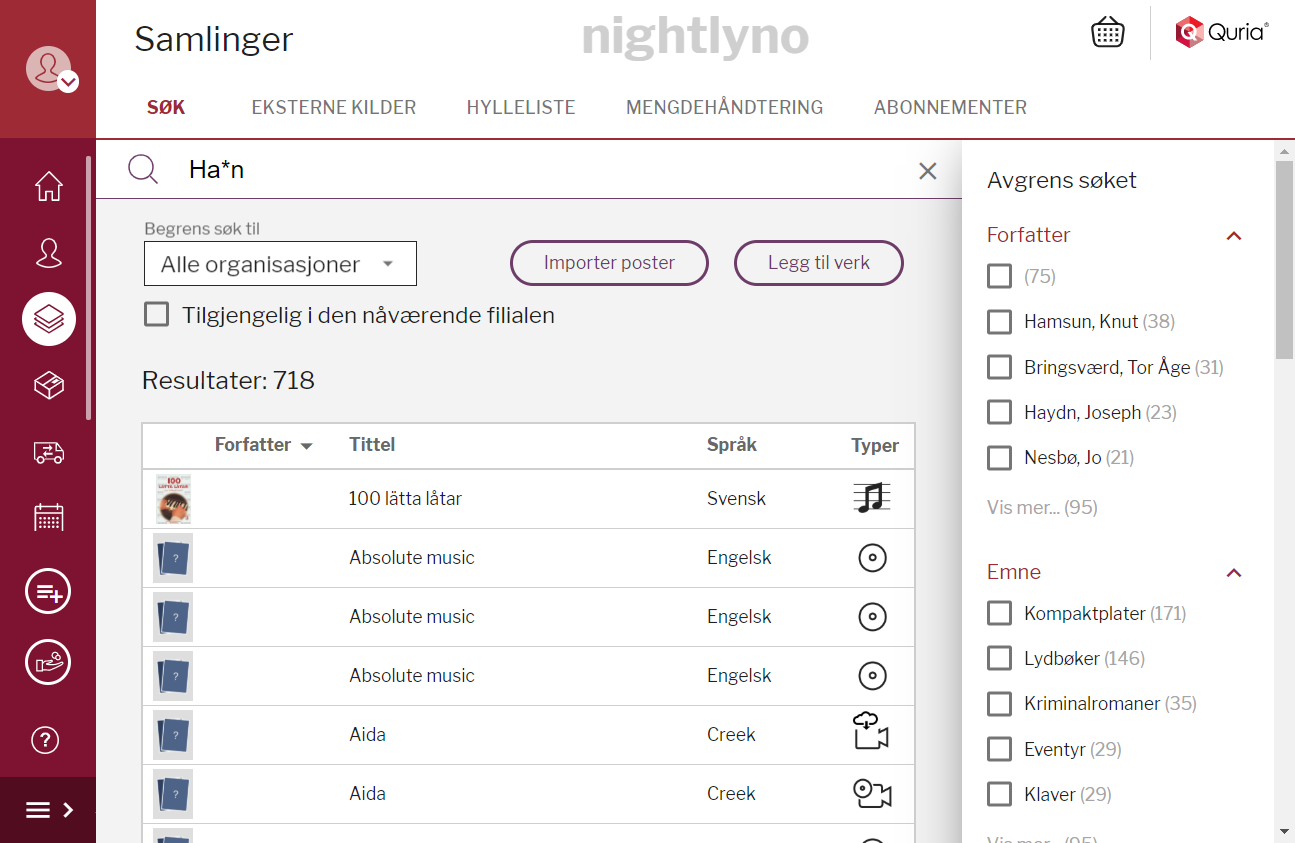 Samlinger
nightlyno
Quria®
SØK
EKSTERNE KILDER
HYLLELISTE
MENGDEHÅNDTERING
ABONNEMENTER
Ha*n
Begrens søk til
Alle organisasjoner
Importer poster
Legg til verk
Tilgjengelig i den nåværende filialen
Resultater: 718
Forfatter Tittel Språk Typer
100 LÄTTA LÅTAR
100 lätta låtar Svensk
Absolute music Engelsk
Absolute music Engelsk
Absolute music Engelsk
Aida Creek
Aida Creek
Avgrens søket
Forfatter
(75)
Hamsun, Knut (38)
Bringsværd, Tor Åge (31)
Haydn, Joseph (23)
Nesbø, Jo (21)
Vis mer... (95)
Emne
Kompaktplater (171)
Lydbøker (146)
Kriminalromaner (35)
Eventyr (29)
Klaver (29)
Vis mer... (95)